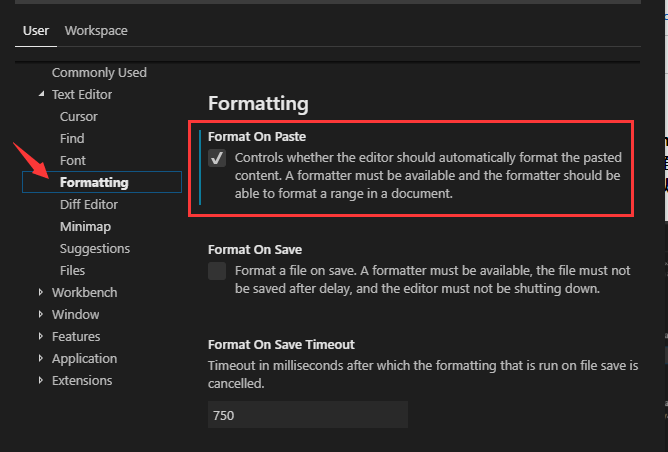 User Workspace
Commonly Used
Text Editor
Cursor
Find
Font
Formatting
Diff Editor
Minimap
Suggestions
Files
Workbench
Window
Features
Application
Extensions
Formatting
Format On Paste
Controls whether the editor should automatically format the pasted
content. A formatter must be available and the formatter should be
able to format a range in a document.
Format On Save
Format a file on save. A formatter must be available, the file must not
be saved after delay, and the editor must not be shutting down.
Format On Save Timeout
Timeout in milliseconds after which the formatting that is run on file save is
cancelled.
750